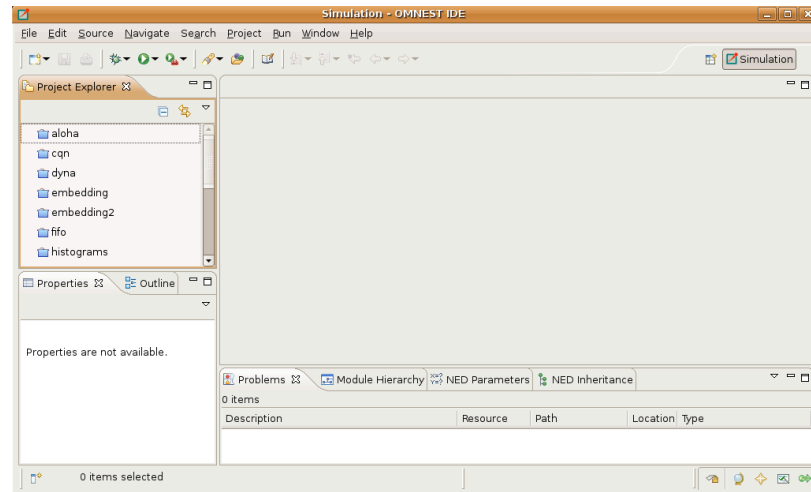 Simulation - OMNEST IDE
File Edit Source Navigate Search Project Run Window Help
Simulation
Project Explorer
aloha
cqn
dyna
embedding
embedding2
fifo
histograms
Properties Outline
Properties are not available.
Problems Module Hierarchy NED Parameters NED Inheritance
0 items
Description Resource Path Location Type
0 items selected